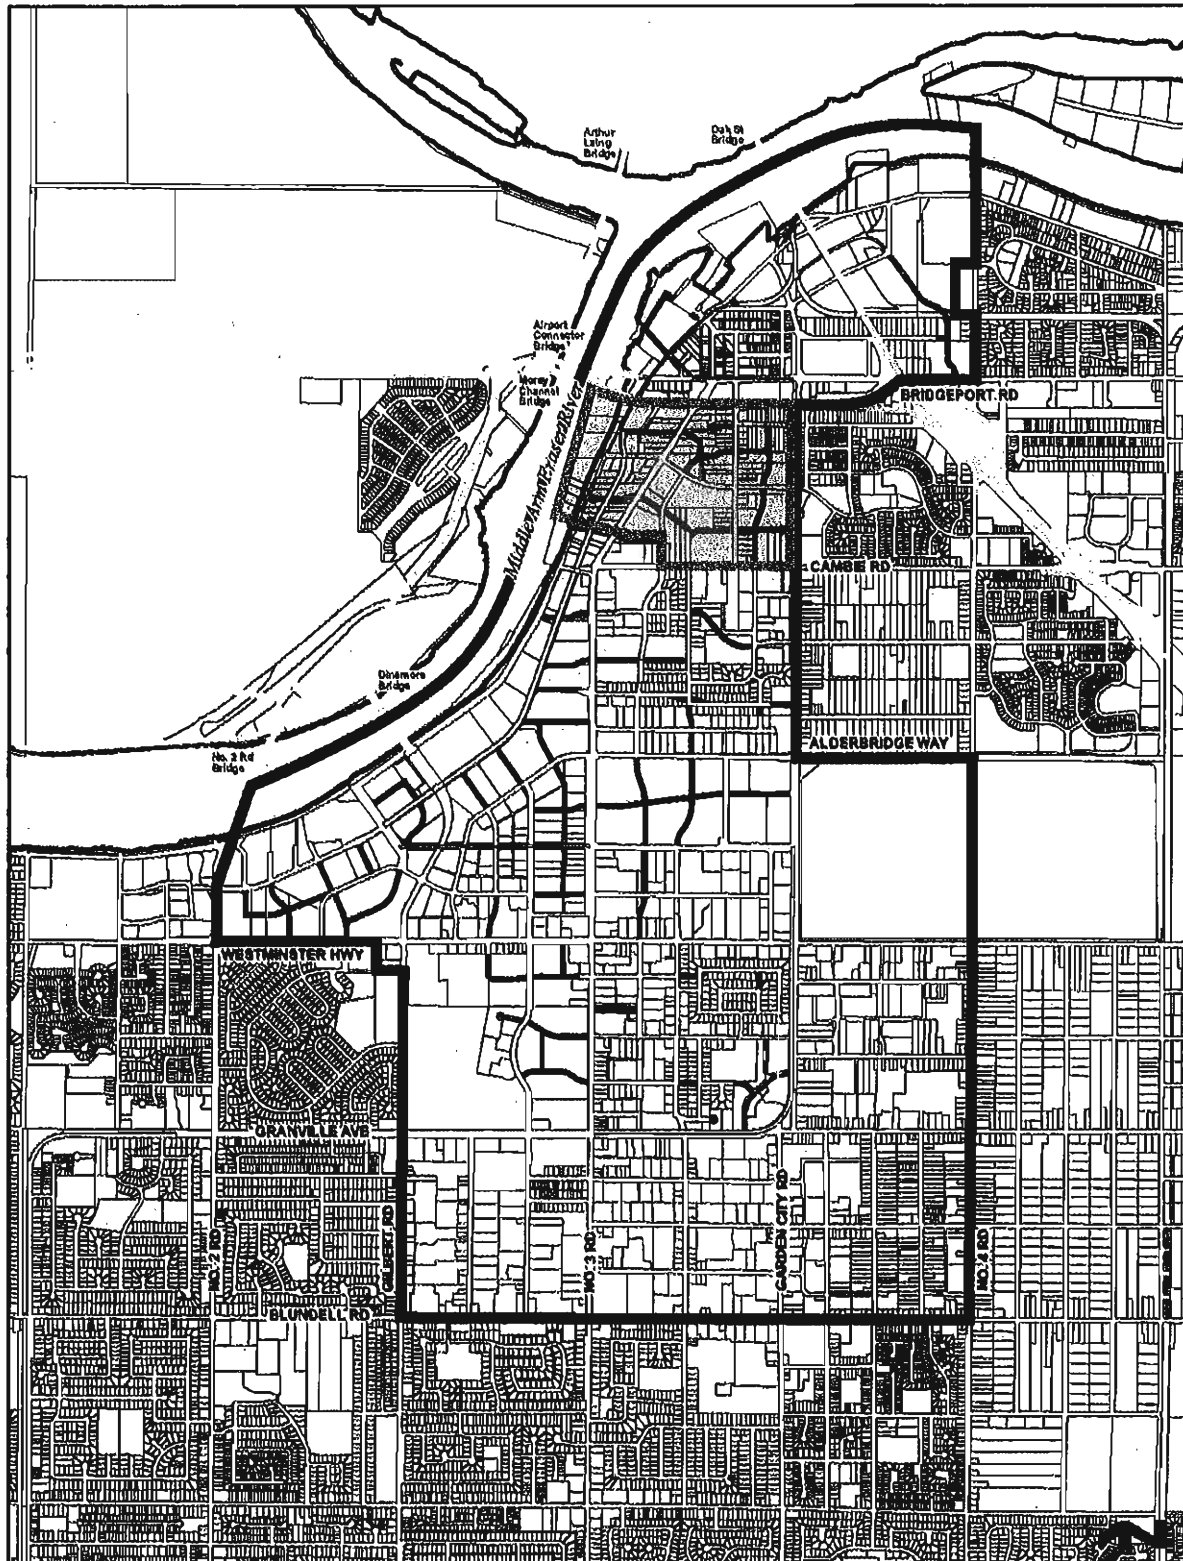 Arthur
Laing
Bridge
Oak St
Bridge
Airport
Connector
Bridge
Morey
Channel
Bridge
Middle Arm Fraser River
BRIDGEPORT RD
CAMBIE RD
Dinsmore
Bridge
No. 2 Rd
Bridge
ALDERBRIDGE WAY
WESTMINSTER HWY
GRANVILLE AVE
NO. 2 RD
GILBERT RD
NO. 3 RD
GARDEN CITY RD
NO. 4 RD
BLUNDELL RD